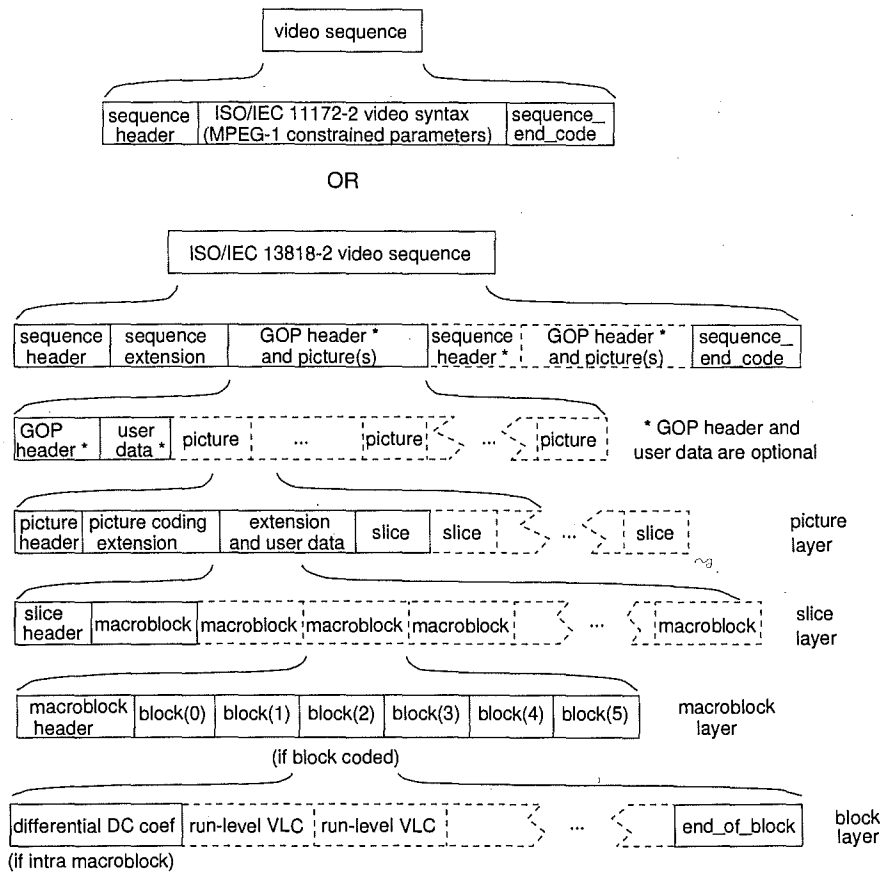 video sequence
sequence header
ISO/IEC 11172-2 video syntax
(MPEG-1 constrained parameters)
sequence_
end_code
OR
ISO/IEC 13818-2 video sequence
sequence header
sequence extension
GOP header *
and picture(s)
sequence header *
GOP header *
and picture(s)
sequence_
end_code
GOP header *
user data *
picture
...
picture
...
picture
* GOP header and
user data are optional
picture header
picture coding extension
extension and user data
slice
slice
...
slice
picture layer
slice header
macroblock
macroblock
macroblock
macroblock
...
macroblock
slice layer
macroblock header
block(0)
block(1)
block(2)
block(3)
block(4)
block(5)
macroblock layer
(if block coded)
differential DC coef
run-level VLC
run-level VLC
...
end_of_block
block layer
(if intra macroblock)